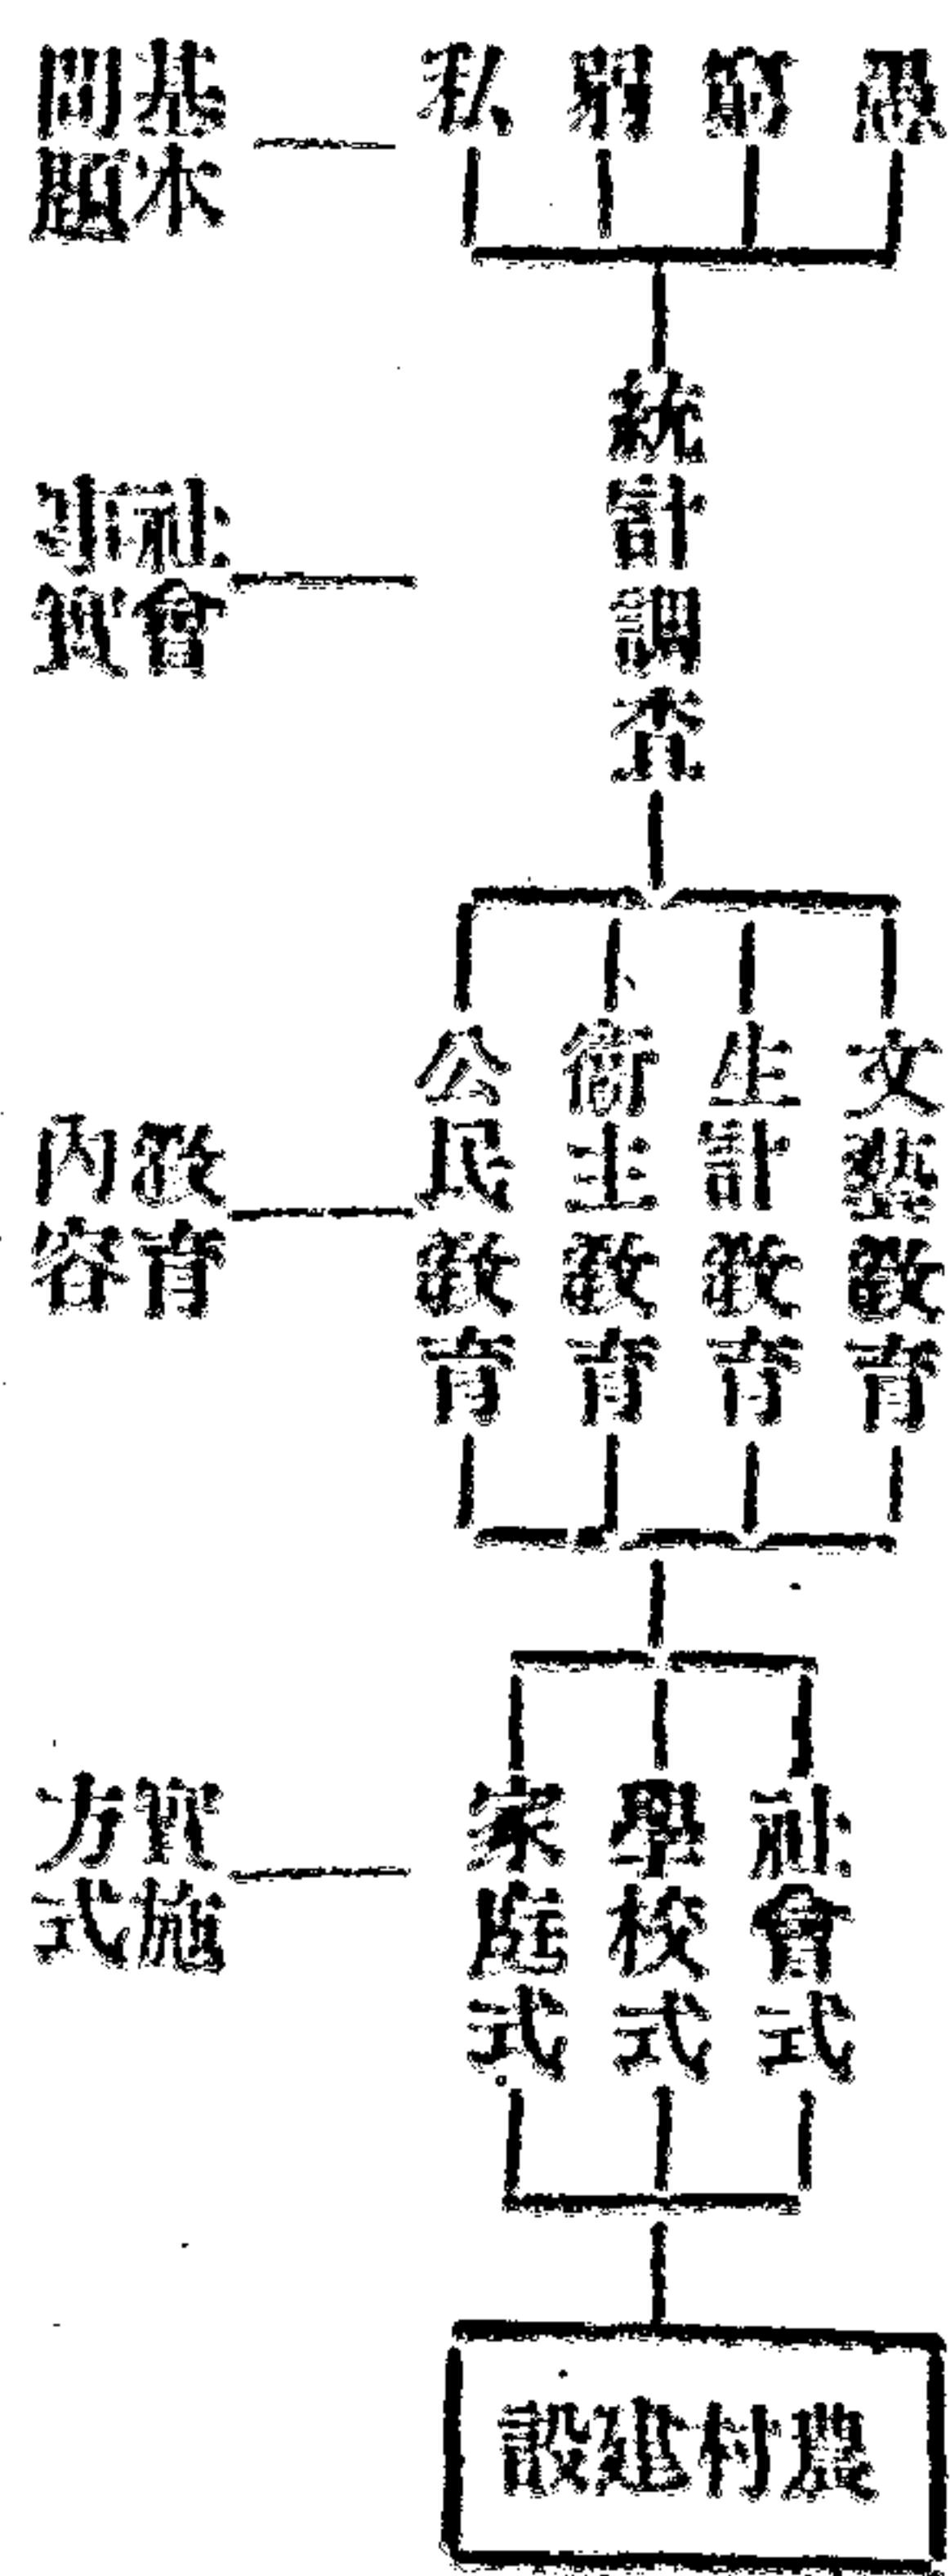 愚
窮
弱
私
基本
問題
統計調查
社會
事實
文藝教育
生計教育
衛生教育
公民教育
教育
內容
社會式
學校式
家庭式。
實施
方式
農村建設